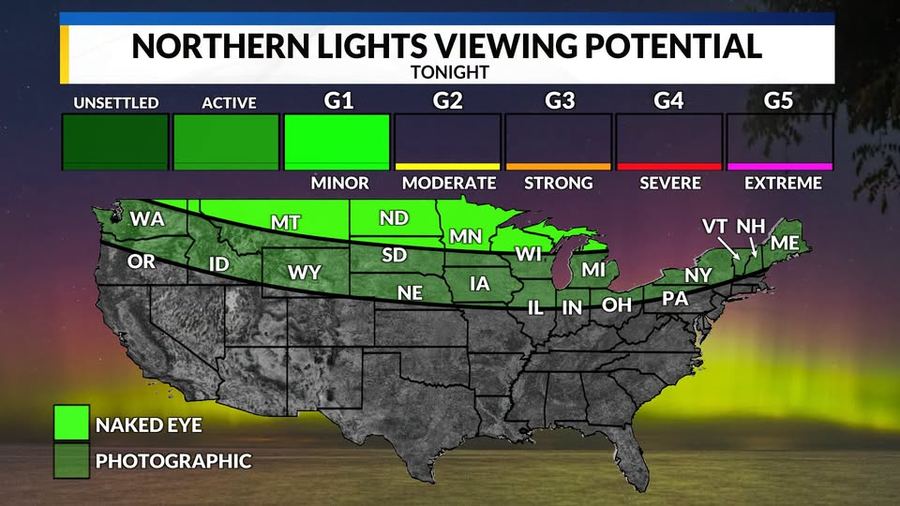 NORTHERN LIGHTS VIEWING POTENTIAL
TONIGHT
UNSETTLED ACTIVE G1 G2 G3 G4 G5
MINOR MODERATE STRONG SEVERE EXTREME
WA MT ND MN WI VT NH ME
OR ID WY SD NE IA MI NY
IL IN OH PA
NAKED EYE
PHOTOGRAPHIC